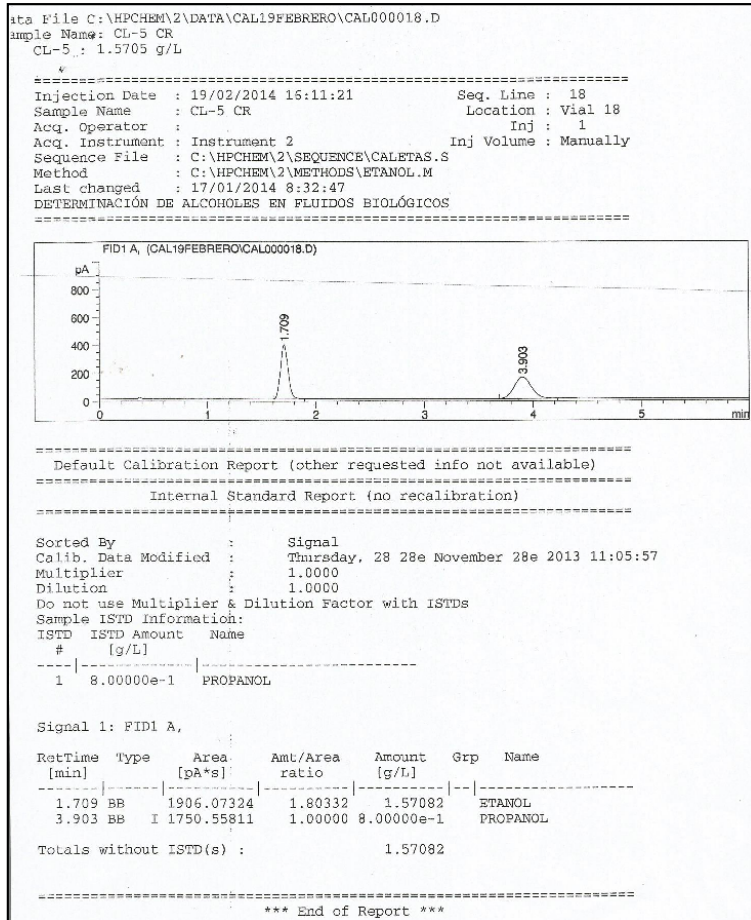 ata File C:\HPCHEM\2\DATA\CAL19FEBRERO\CAL000018.D
ample Name: CL-5 CR
CL-5 : 1.5705 g/L
=====================================================================
Injection Date : 19/02/2014 16:11:21 Seq. Line : 18
Sample Name : CL-5 CR Location : Vial 18
Acq. Operator : Inj : 1
Acq. Instrument : Instrument 2 Inj Volume : Manually
Sequence File : C:\HPCHEM\2\SEQUENCE\CALETAS.S
Method : C:\HPCHEM\2\METHODS\ETANOL.M
Last changed : 17/01/2014 8:32:47
DETERMINACIÓN DE ALCOHOLES EN FLUIDOS BIOLÓGICOS
=====================================================================
FID1 A, (CAL19FEBRERO\CAL000018.D)
pA
800
600
400
200
0
1.709
3.903
0 1 2 3 4 5 min
=====================================================================
Default Calibration Report (other requested info not available)
=====================================================================
Internal Standard Report (no recalibration)
=====================================================================
Sorted By : Signal
Calib. Data Modified : Thursday, 28 28e November 28e 2013 11:05:57
Multiplier : 1.0000
Dilution : 1.0000
Do not use Multiplier & Dilution Factor with ISTDs
Sample ISTD Information:
ISTD ISTD Amount Name
# [g/L]
----|-------------|-------------------------
1 8.00000e-1 PROPANOL
Signal 1: FID1 A,
RetTime Type Area Amt/Area Amount Grp Name
[min] [pA*s] ratio [g/L]
-------|------|----------|----------|----------|--|------------------
1.709 BB 1906.07324 1.80332 1.57082 ETANOL
3.903 BB I 1750.55811 1.00000 8.00000e-1 PROPANOL
Totals without ISTD(s) : 1.57082
=====================================================================
*** End of Report ***